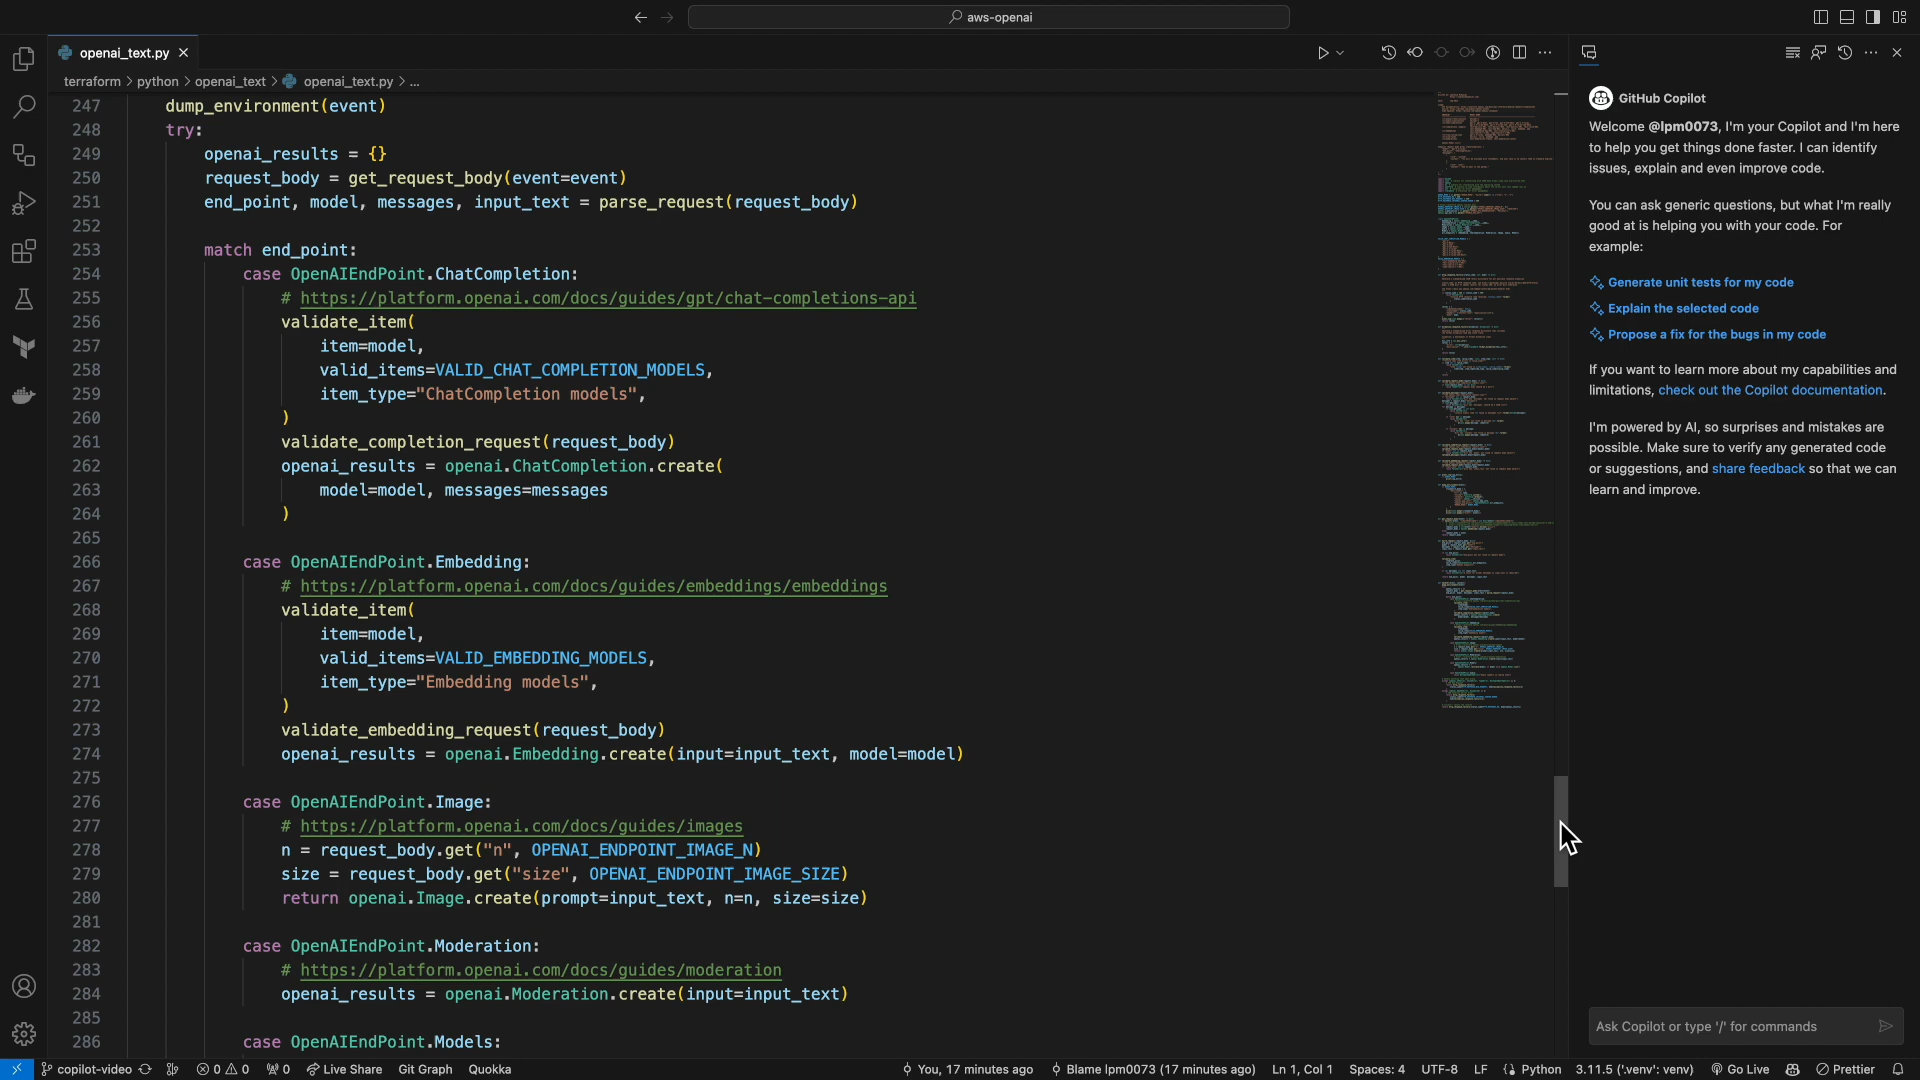 aws-openai
openai_text.py
terraform > python > openai_text > openai_text.py > ...
247 dump_environment(event)
248 try:
249 openai_results = {}
250 request_body = get_request_body(event=event)
251 end_point, model, messages, input_text = parse_request(request_body)
252
253 match end_point:
254 case OpenAIEndPoint.ChatCompletion:
255 # https://platform.openai.com/docs/guides/gpt/chat-completions-api
256 validate_item(
257 item=model,
258 valid_items=VALID_CHAT_COMPLETION_MODELS,
259 item_type="ChatCompletion models",
260 )
261 validate_completion_request(request_body)
262 openai_results = openai.ChatCompletion.create(
263 model=model, messages=messages
264 )
265
266 case OpenAIEndPoint.Embedding:
267 # https://platform.openai.com/docs/guides/embeddings/embeddings
268 validate_item(
269 item=model,
270 valid_items=VALID_EMBEDDING_MODELS,
271 item_type="Embedding models",
272 )
273 validate_embedding_request(request_body)
274 openai_results = openai.Embedding.create(input=input_text, model=model)
275
276 case OpenAIEndPoint.Image:
277 # https://platform.openai.com/docs/guides/images
278 n = request_body.get("n", OPENAI_ENDPOINT_IMAGE_N)
279 size = request_body.get("size", OPENAI_ENDPOINT_IMAGE_SIZE)
280 return openai.Image.create(prompt=input_text, n=n, size=size)
281
282 case OpenAIEndPoint.Moderation:
283 # https://platform.openai.com/docs/guides/moderation
284 openai_results = openai.Moderation.create(input=input_text)
285
286 case OpenAIEndPoint.Models:
GitHub Copilot
Welcome @lpm0073, I'm your Copilot and I'm here
to help you get things done faster. I can identify
issues, explain and even improve code.
You can ask generic questions, but what I'm really
good at is helping you with your code. For
example:
Generate unit tests for my code
Explain the selected code
Propose a fix for the bugs in my code
If you want to learn more about my capabilities and
limitations, check out the Copilot documentation.
I'm powered by AI, so surprises and mistakes are
possible. Make sure to verify any generated code
or suggestions, and share feedback so that we can
learn and improve.
Ask Copilot or type '/' for commands
copilot-video 0 0 0 Live Share Git Graph Quokka You, 17 minutes ago Blame lpm0073 (17 minutes ago) Ln 1, Col 1 Spaces: 4 UTF-8 LF Python 3.11.5 ('.venv': venv) Go Live Prettier